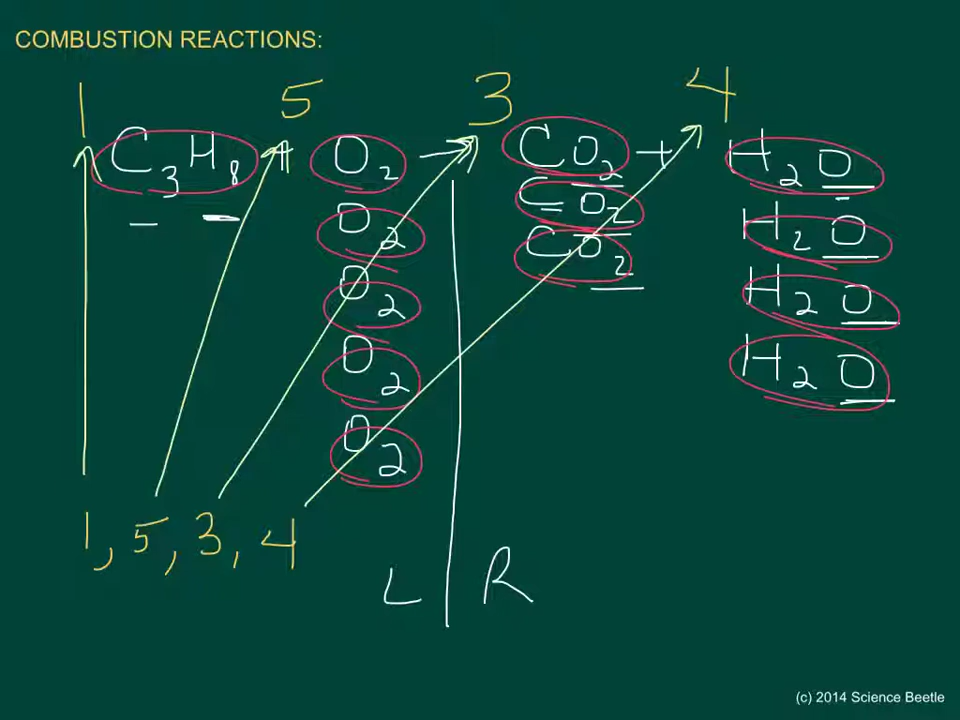 COMBUSTION REACTIONS:
1 5 3 4
C3H8 + O2 → CO2 + H2O
O2 CO2 H2O
O2 CO2 H2O
O2 H2O
O2
1, 5, 3, 4
L R
(c) 2014 Science Beetle